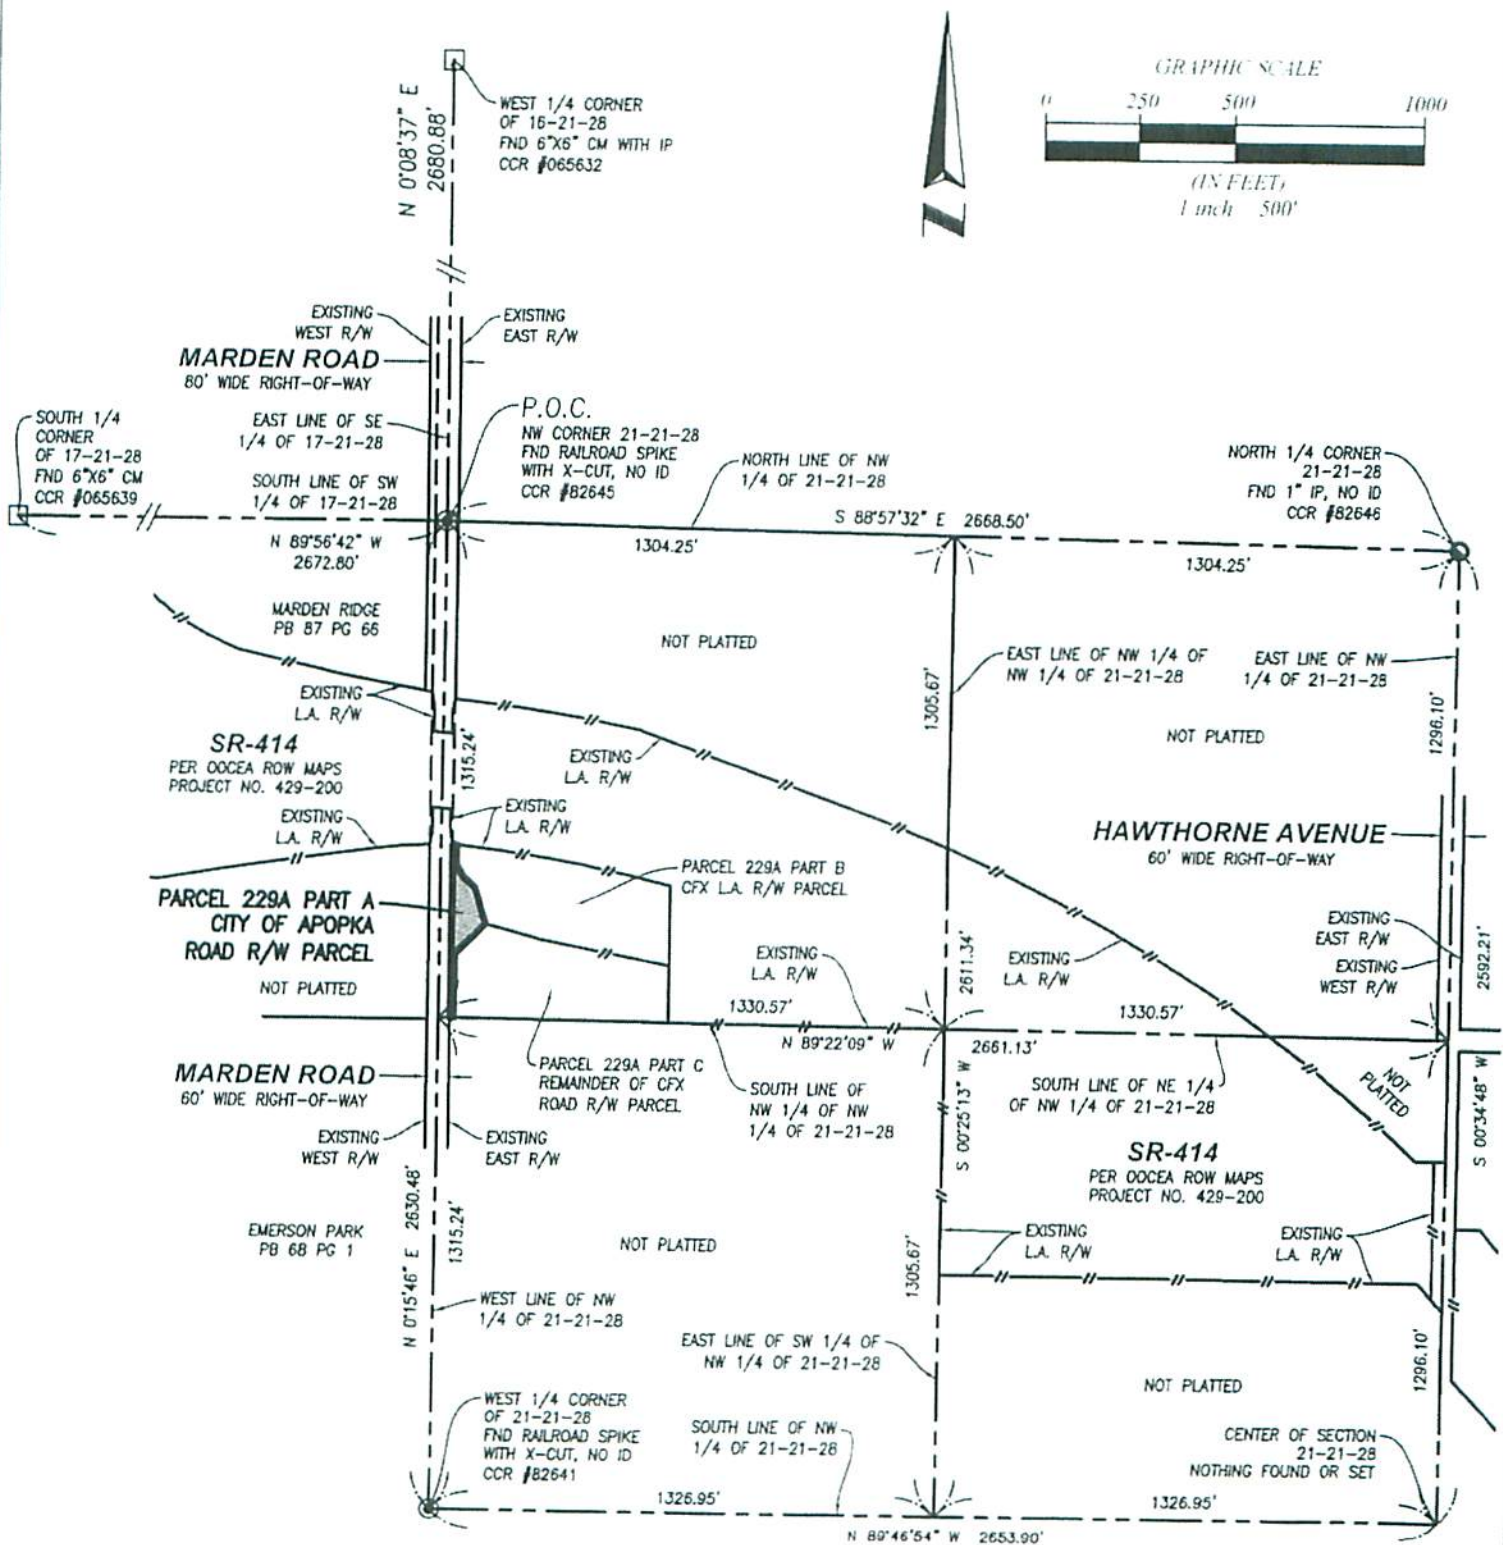 GRAPHIC SCALE
0 250 500 1000
(IN FEET)
1 inch 500'
N 0°08'37" E
2680.88'
WEST 1/4 CORNER
OF 16-21-28
FND 6"X6" CM WITH IP
CCR #065632
EXISTING
WEST R/W
EXISTING
EAST R/W
MARDEN ROAD
80' WIDE RIGHT-OF-WAY
SOUTH 1/4
CORNER
OF 17-21-28
FND 6"X6" CM
CCR #065639
EAST LINE OF SE
1/4 OF 17-21-28
SOUTH LINE OF SW
1/4 OF 17-21-28
P.O.C.
NW CORNER 21-21-28
FND RAILROAD SPIKE
WITH X-CUT, NO ID
CCR #82645
NORTH LINE OF NW
1/4 OF 21-21-28
NORTH 1/4 CORNER
21-21-28
FND 1" IP, NO ID
CCR #82646
N 89°56'42" W
2672.80'
S 88°57'32" E 2668.50'
1304.25'
1304.25'
MARDEN RIDGE
PB 87 PG 66
NOT PLATTED
EAST LINE OF NW 1/4 OF
NW 1/4 OF 21-21-28
EAST LINE OF NW
1/4 OF 21-21-28
1305.67'
1296.10'
NOT PLATTED
EXISTING
L.A. R/W
SR-414
PER OOCEA ROW MAPS
PROJECT NO. 429-200
1315.24'
EXISTING
L.A. R/W
EXISTING
L.A. R/W
EXISTING
L.A. R/W
HAWTHORNE AVENUE
60' WIDE RIGHT-OF-WAY
PARCEL 229A PART B
CFX L.A. R/W PARCEL
PARCEL 229A PART A
CITY OF APOPKA
ROAD R/W PARCEL
NOT PLATTED
EXISTING
L.A. R/W
2611.34'
EXISTING
L.A. R/W
EXISTING
EAST R/W
EXISTING
WEST R/W
2592.21'
1330.57'
1330.57'
N 89°22'09" W
2661.13'
MARDEN ROAD
60' WIDE RIGHT-OF-WAY
PARCEL 229A PART C
REMAINDER OF CFX
ROAD R/W PARCEL
SOUTH LINE OF
NW 1/4 OF NW
1/4 OF 21-21-28
S 00°25'13" W
SOUTH LINE OF NE 1/4
OF NW 1/4 OF 21-21-28
NOT
PLATTED
S 00°34'48" W
EXISTING
WEST R/W
EXISTING
EAST R/W
SR-414
PER OOCEA ROW MAPS
PROJECT NO. 429-200
N 0°15'46" E 2630.48'
1315.24'
EMERSON PARK
PB 68 PG 1
NOT PLATTED
1305.67'
EXISTING
L.A. R/W
EXISTING
L.A. R/W
WEST LINE OF NW
1/4 OF 21-21-28
EAST LINE OF SW 1/4 OF
NW 1/4 OF 21-21-28
1296.10'
NOT PLATTED
WEST 1/4 CORNER
OF 21-21-28
FND RAILROAD SPIKE
WITH X-CUT, NO ID
CCR #82641
SOUTH LINE OF NW
1/4 OF 21-21-28
CENTER OF SECTION
21-21-28
NOTHING FOUND OR SET
1326.95'
1326.95'
N 89°46'54" W 2653.90'